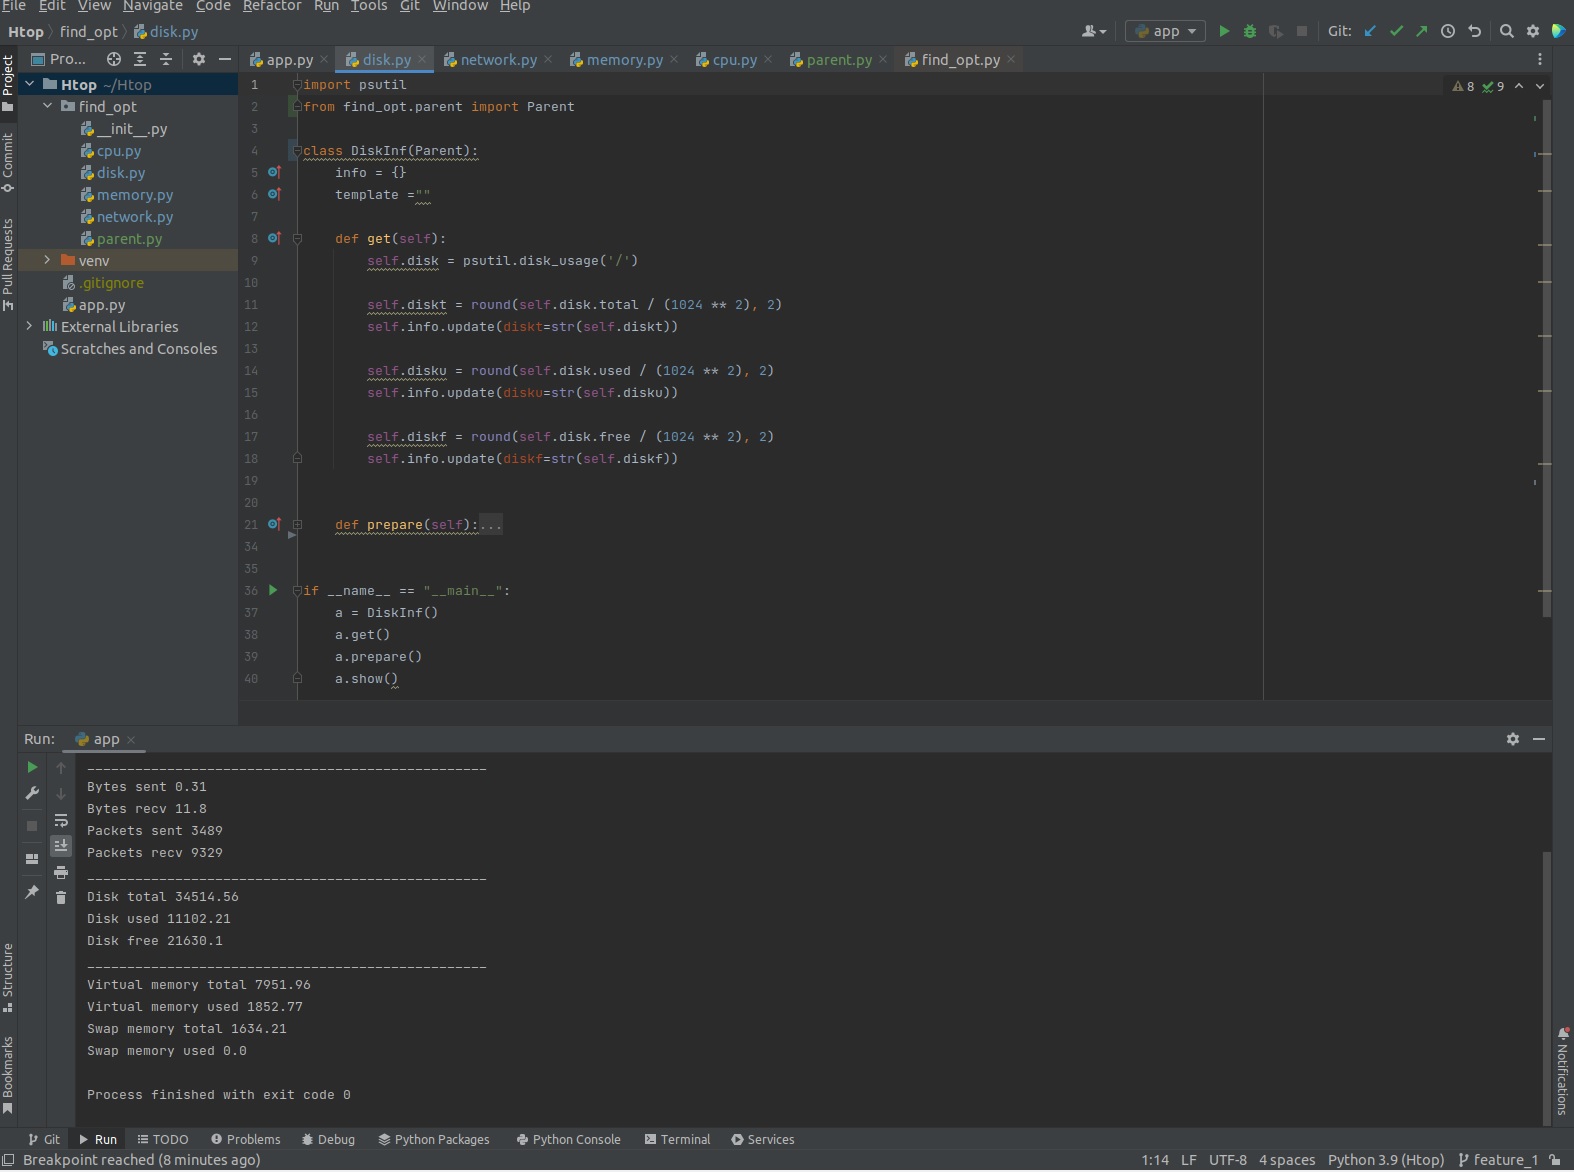 File Edit View Navigate Code Refactor Run Tools Git Window Help
Htop find_opt disk.py app Git:
Pro... app.py disk.py network.py memory.py cpu.py parent.py find_opt.py
Project
Commit
Pull Requests
Structure
Bookmarks
Htop ~/Htop
find_opt
__init__.py
cpu.py
disk.py
memory.py
network.py
parent.py
venv
.gitignore
app.py
External Libraries
Scratches and Consoles
8 9
1 import psutil
2 from find_opt.parent import Parent
3
4 class DiskInf(Parent):
5 info = {}
6 template =""
7
8 def get(self):
9 self.disk = psutil.disk_usage('/')
10
11 self.diskt = round(self.disk.total / (1024 ** 2), 2)
12 self.info.update(diskt=str(self.diskt))
13
14 self.disku = round(self.disk.used / (1024 ** 2), 2)
15 self.info.update(disku=str(self.disku))
16
17 self.diskf = round(self.disk.free / (1024 ** 2), 2)
18 self.info.update(diskf=str(self.diskf))
19
20
21 def prepare(self):...
34
35
36 if __name__ == "__main__":
37 a = DiskInf()
38 a.get()
39 a.prepare()
40 a.show()
Run: app
__________________________________________________
Bytes sent 0.31
Bytes recv 11.8
Packets sent 3489
Packets recv 9329
__________________________________________________
Disk total 34514.56
Disk used 11102.21
Disk free 21630.1
__________________________________________________
Virtual memory total 7951.96
Virtual memory used 1852.77
Swap memory total 1634.21
Swap memory used 0.0
Process finished with exit code 0
Notifications
Git Run TODO Problems Debug Python Packages Python Console Terminal Services
Breakpoint reached (8 minutes ago) 1:14 LF UTF-8 4 spaces Python 3.9 (Htop) feature_1